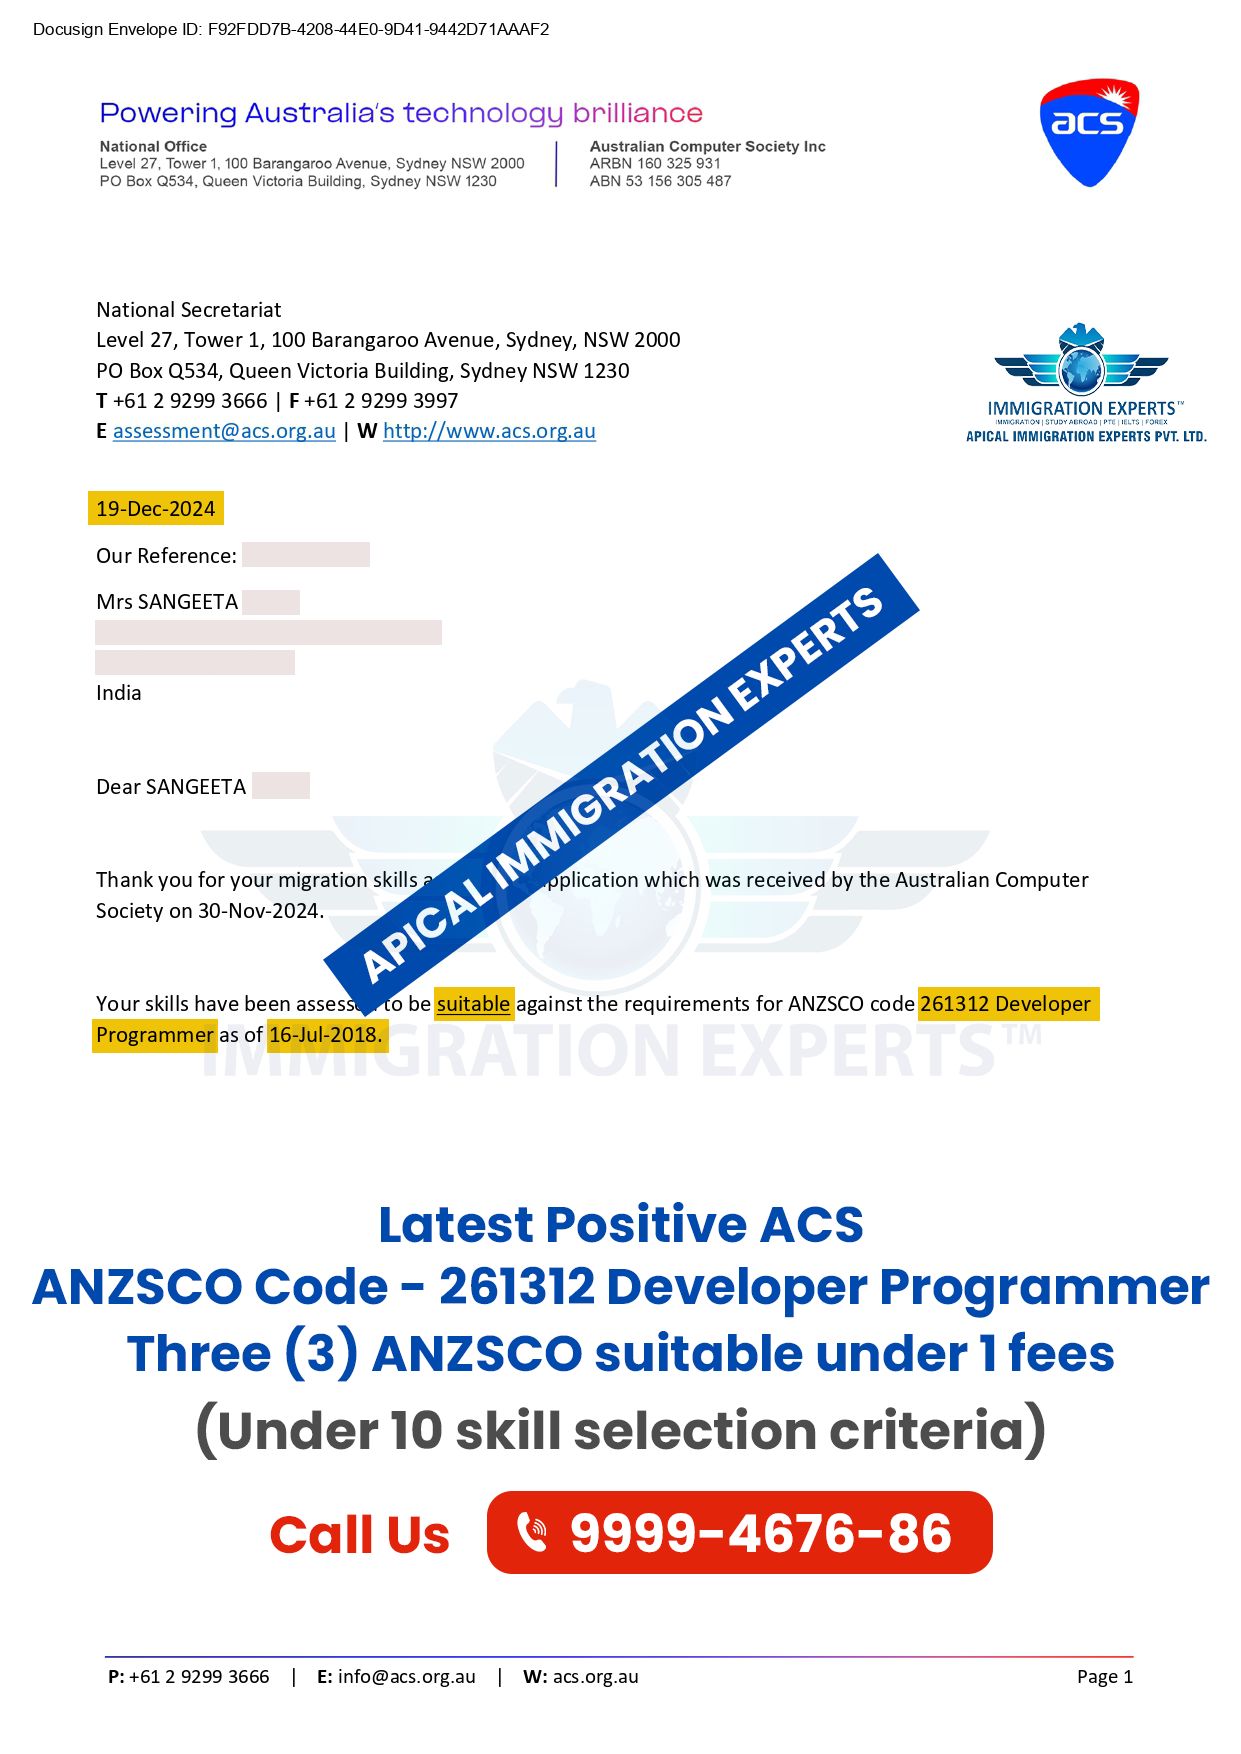 Docusign Envelope ID: F92FDD7B-4208-44E0-9D41-9442D71AAAF2
Powering Australia's technology brilliance
National Office
Level 27, Tower 1, 100 Barangaroo Avenue, Sydney NSW 2000
PO Box Q534, Queen Victoria Building, Sydney NSW 1230
Australian Computer Society Inc
ARBN 160 325 931
ABN 53 156 305 487
acs
National Secretariat
Level 27, Tower 1, 100 Barangaroo Avenue, Sydney, NSW 2000
PO Box Q534, Queen Victoria Building, Sydney NSW 1230
T +61 2 9299 3666 | F +61 2 9299 3997
E assessment@acs.org.au | W http://www.acs.org.au
IMMIGRATION EXPERTS™
IMMIGRATION | STUDY ABROAD | PTE | IELTS | FOREX
APICAL IMMIGRATION EXPERTS PVT. LTD.
19-Dec-2024
Our Reference:
Mrs SANGEETA
India
Dear SANGEETA
APICAL IMMIGRATION EXPERTS
Thank you for your migration skills application which was received by the Australian Computer
Society on 30-Nov-2024.
Your skills have been assessed to be suitable against the requirements for ANZSCO code 261312 Developer
Programmer as of 16-Jul-2018.
IMMIGRATION EXPERTS™
Latest Positive ACS
ANZSCO Code - 261312 Developer Programmer
Three (3) ANZSCO suitable under 1 fees
(Under 10 skill selection criteria)
Call Us 9999-4676-86
P: +61 2 9299 3666 | E: info@acs.org.au | W: acs.org.au Page 1